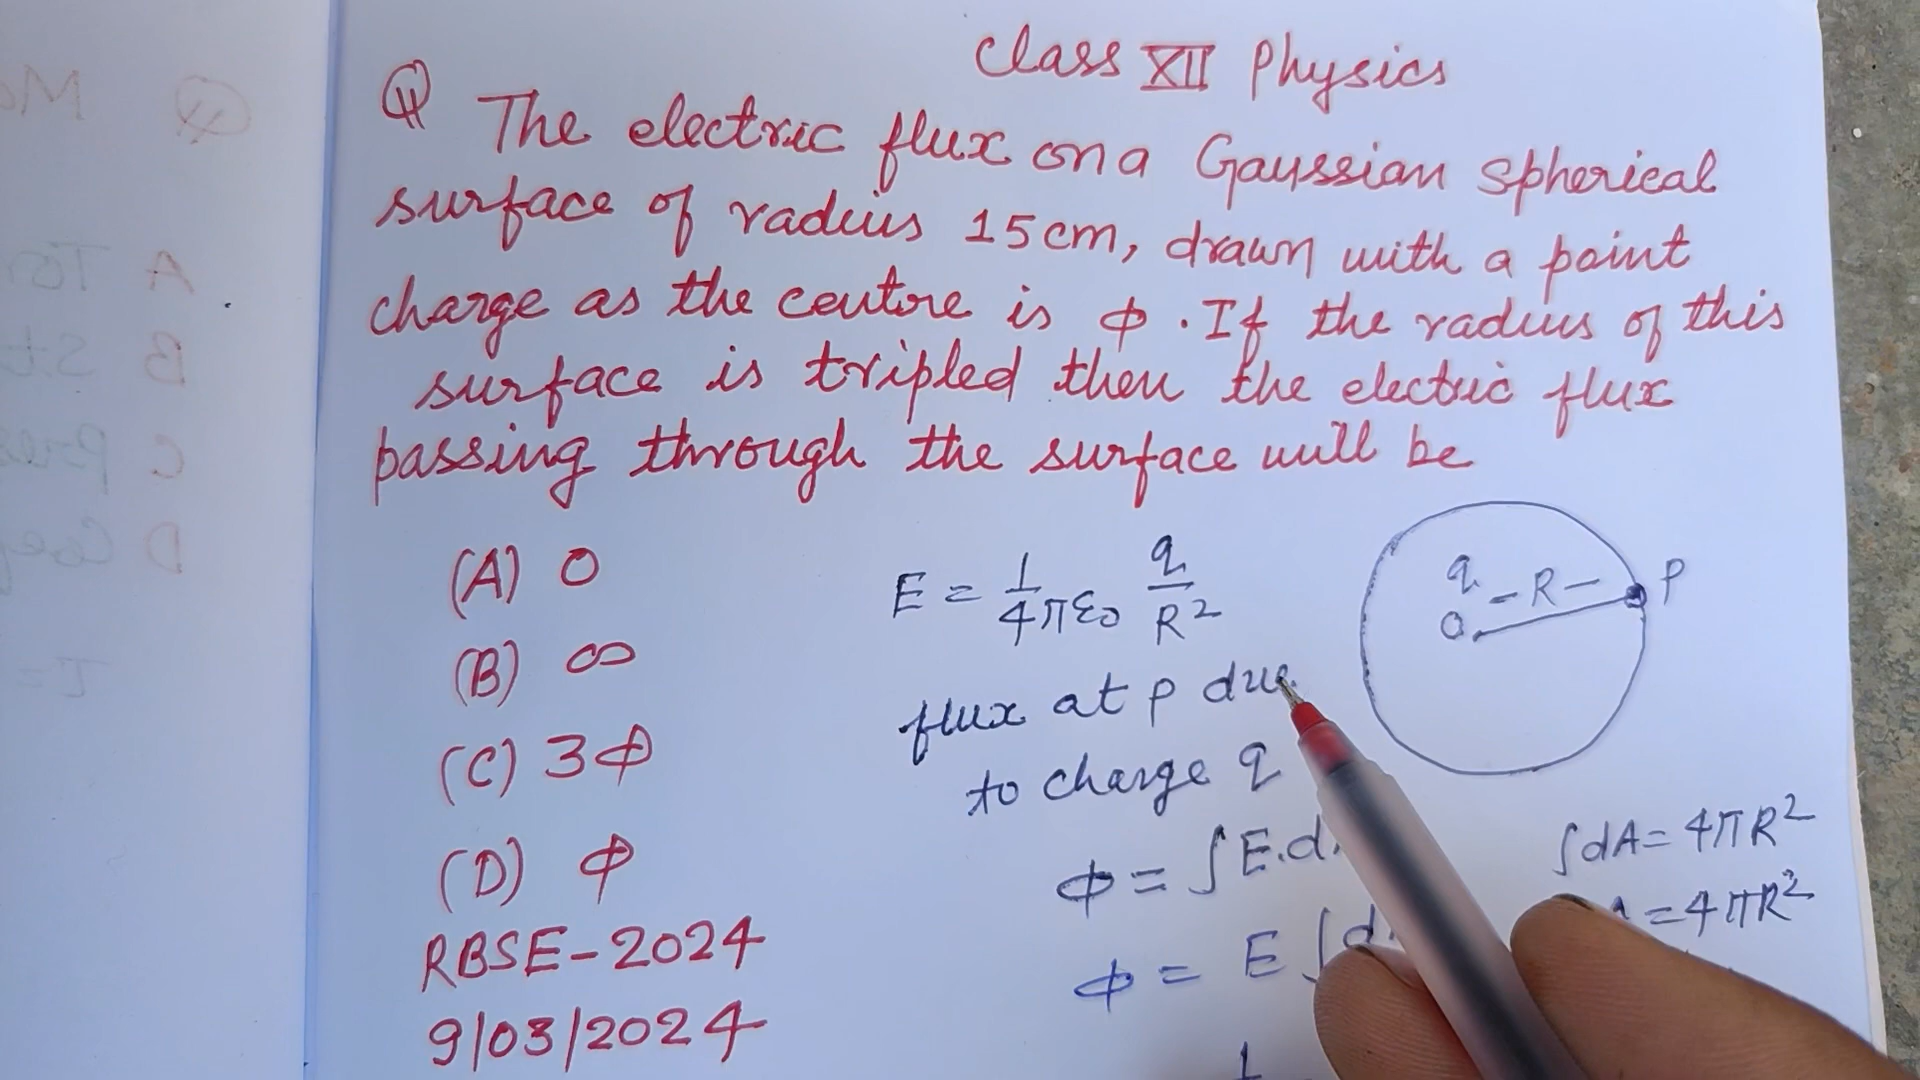 Class XII Physics
Q The electric flux on a Gaussian spherical
surface of radius 15cm, drawn with a point
charge as the centre is ϕ. If the radius of this
surface is tripled then the electric flux
passing through the surface will be
(A) 0
(B) ∞
(C) 3ϕ
(D) ϕ
RBSE-2024
9/03/2024
E = 1/4πε0 q/R²
flux at P due
to charge q
ϕ = ∫E.d
ϕ = E∫d
1
q
O - R - P
∫dA = 4πR²
= 4πR²